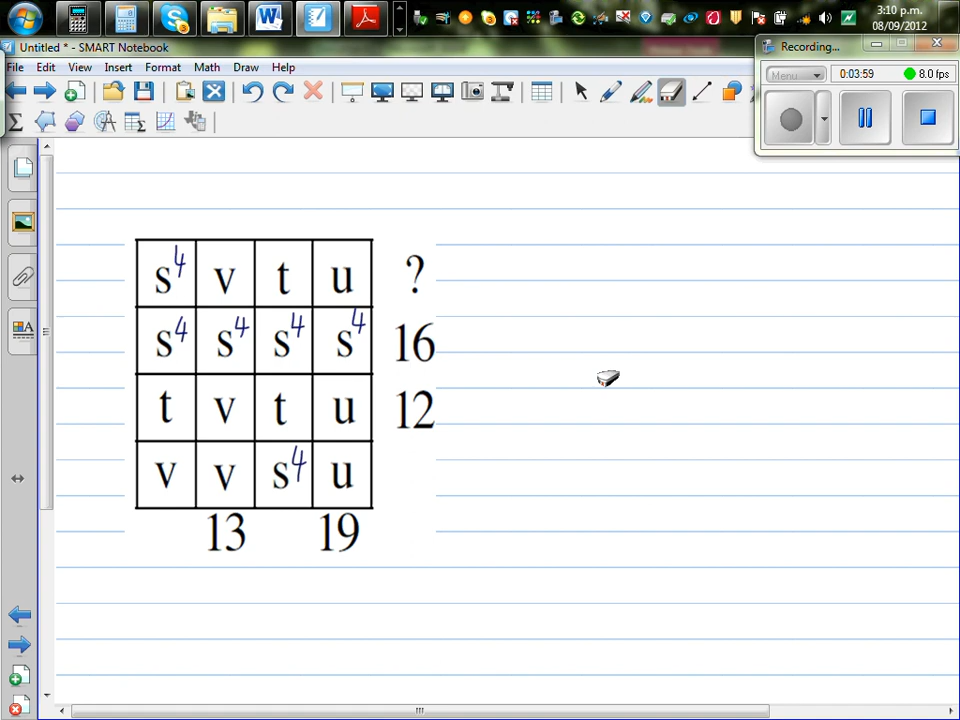 3:10 p.m.
08/09/2012
Untitled * - SMART Notebook
Recording...
File Edit View Insert Format Math Draw Help
Menu 0:03:59 8.0 fps
s⁴ v t u ?
s⁴ s⁴ s⁴ s⁴ 16
t v t u 12
v v s⁴ u
13 19